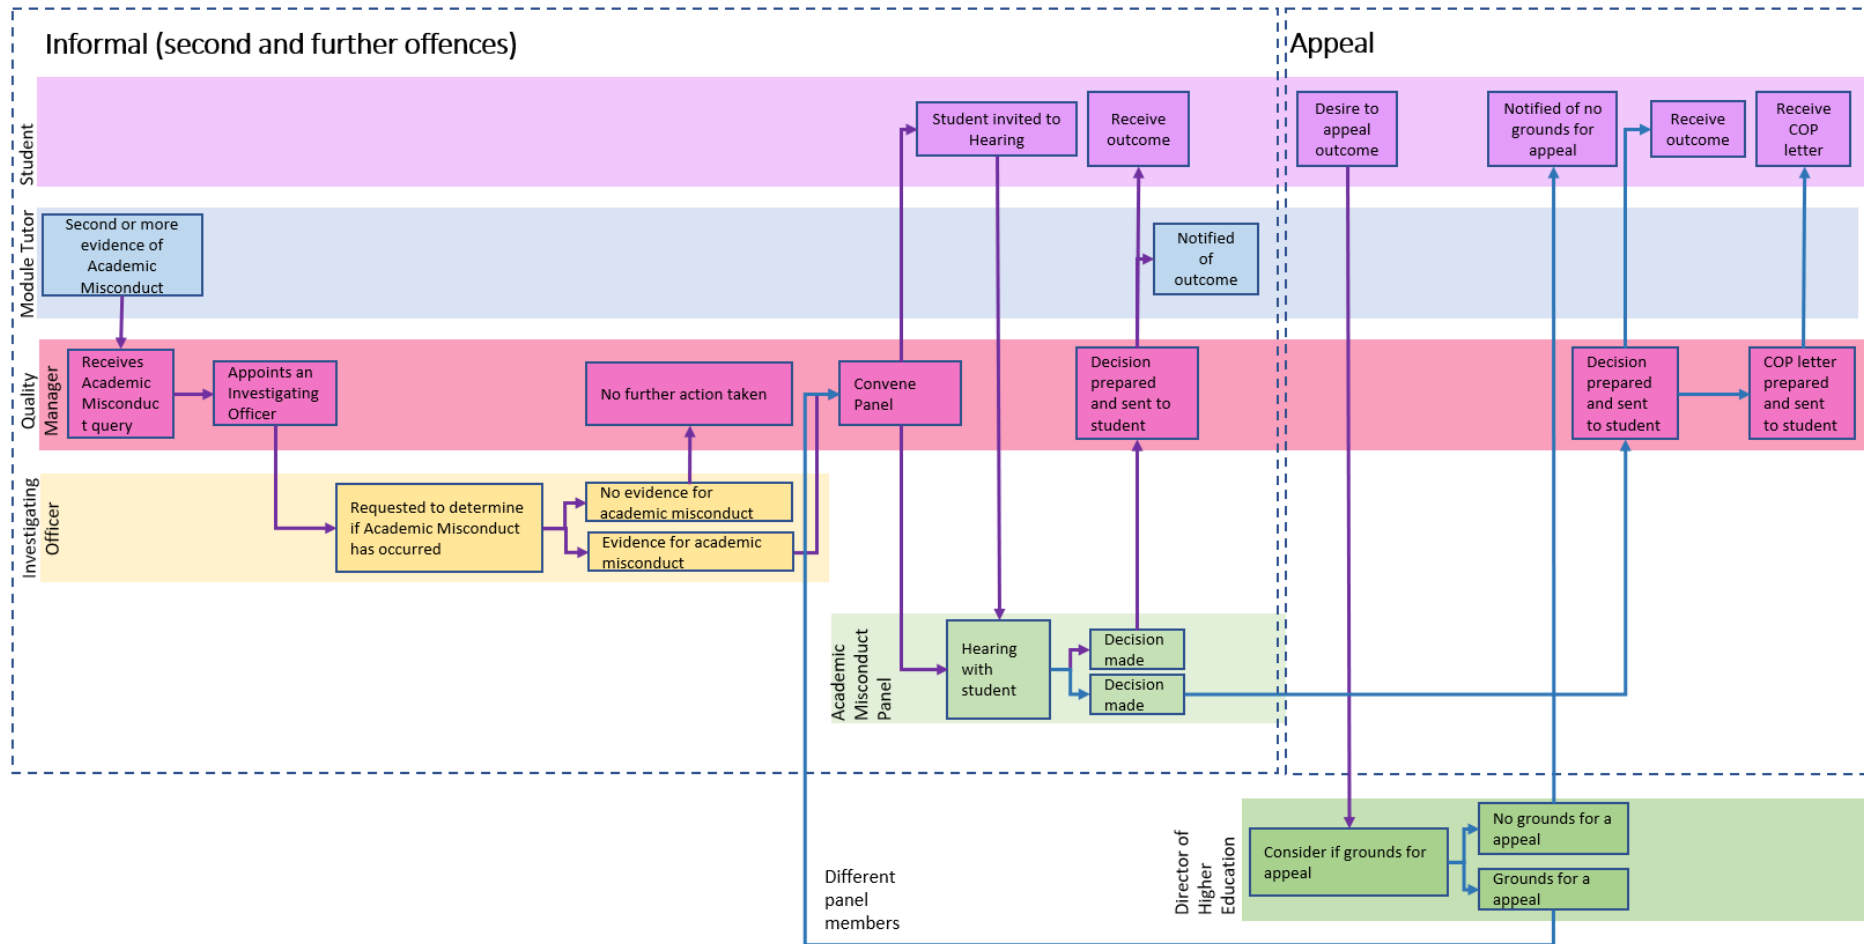 Informal (second and further offences)
Appeal
Student
Student invited to
Hearing
Receive
outcome
Desire to
appeal
outcome
Notified of no
grounds for
appeal
Receive
outcome
Receive
COP
letter
Module Tutor
Second or more
evidence of
Academic
Misconduct
Notified
of
outcome
Quality
Manager
Receives
Academic
Misconduc
t query
Appoints an
Investigating
Officer
No further action taken
Convene
Panel
Decision
prepared
and sent to
student
Decision
prepared
and sent
to student
COP letter
prepared
and sent
to student
Investigating
Officer
Requested to determine
if Academic Misconduct
has occurred
No evidence for
academic misconduct
Evidence for academic
misconduct
Academic
Misconduct
Panel
Hearing
with
student
Decision
made
Decision
made
Different
panel
members
Director of
Higher
Education
Consider if grounds for
appeal
No grounds for a
appeal
Grounds for a
appeal